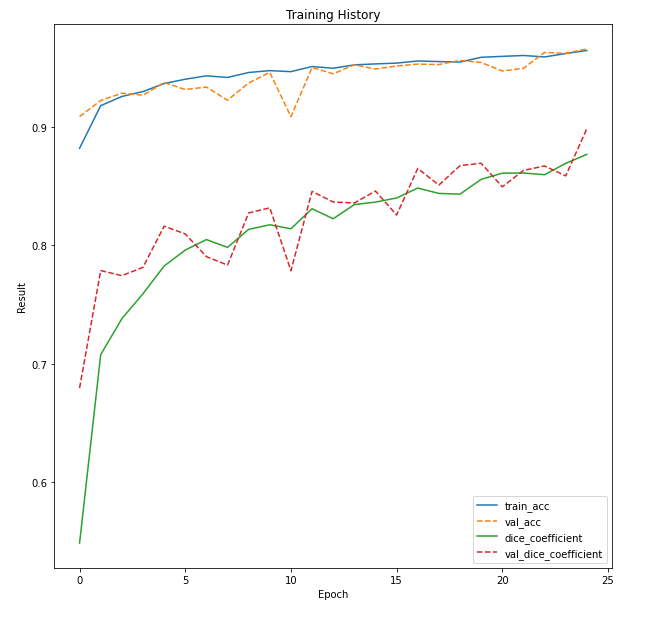 Training History
0.9
0.8
0.7
0.6
Result
0
5
10
15
20
25
Epoch
train_acc
val_acc
dice_coefficient
val_dice_coefficient